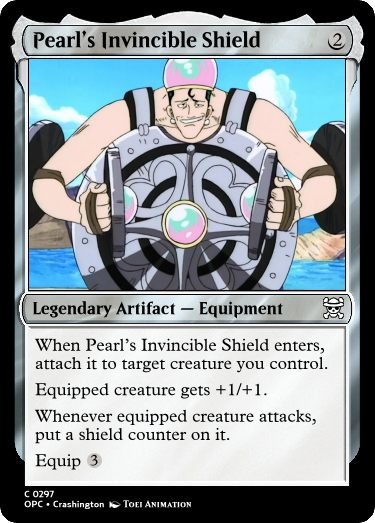 Pearl's Invincible Shield 2
Legendary Artifact — Equipment
When Pearl's Invincible Shield enters,
attach it to target creature you control.
Equipped creature gets +1/+1.
Whenever equipped creature attacks,
put a shield counter on it.
Equip 3
C 0297
OPC • Crashington TOEI ANIMATION